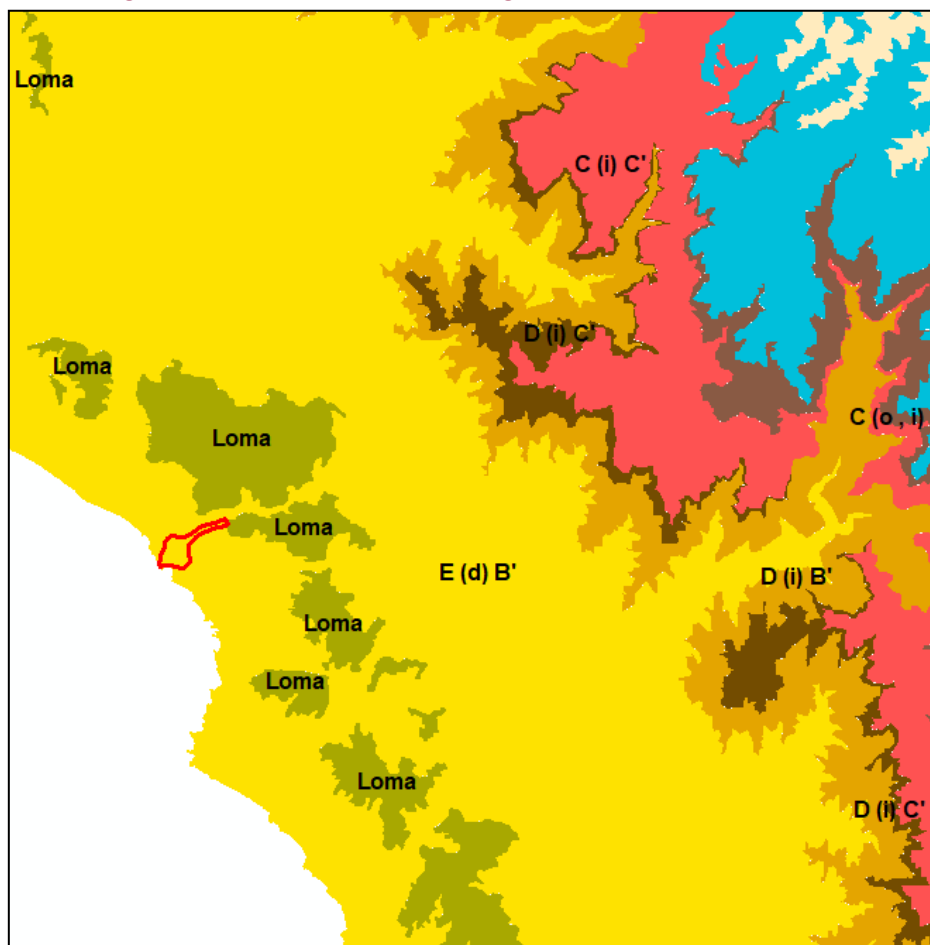 Loma
C (i) C'
D (i) C'
Loma
C (o , i)
Loma
Loma
E (d) B'
D (i) B'
Loma
Loma
Loma
D (i) C'